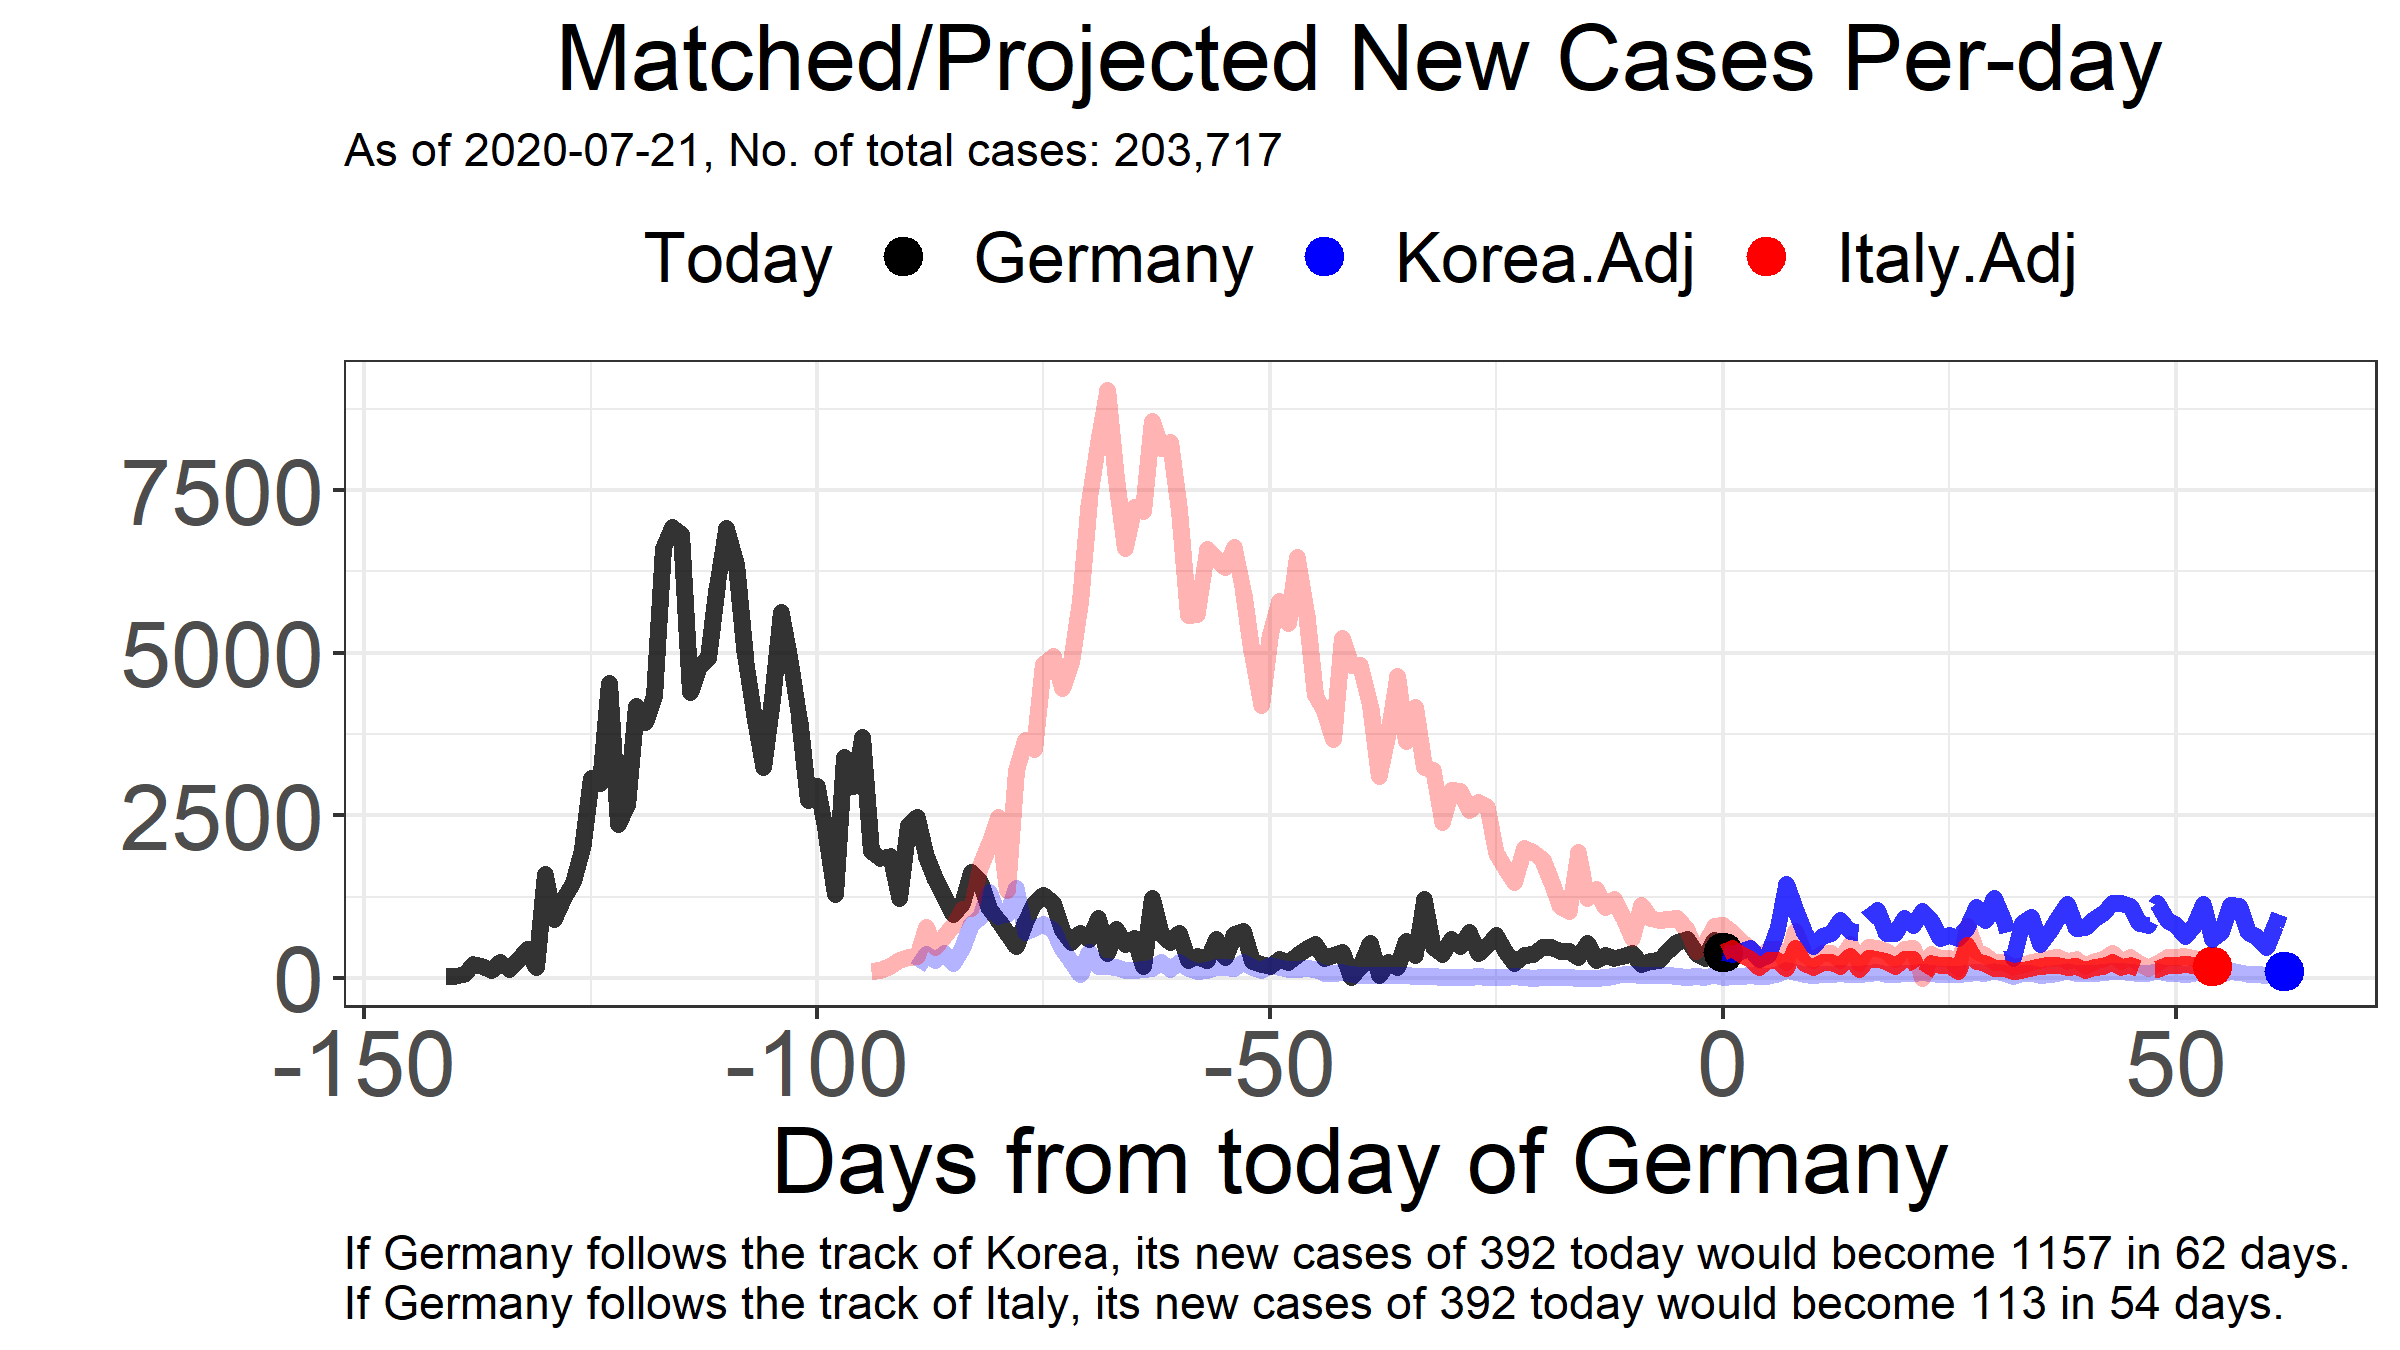 Matched/Projected New Cases Per-day
As of 2020-07-21, No. of total cases: 203,717
Today Germany Korea.Adj Italy.Adj
7500
5000
2500
0
-150 -100 -50 0 50
Days from today of Germany
If Germany follows the track of Korea, its new cases of 392 today would become 1157 in 62 days.
If Germany follows the track of Italy, its new cases of 392 today would become 113 in 54 days.